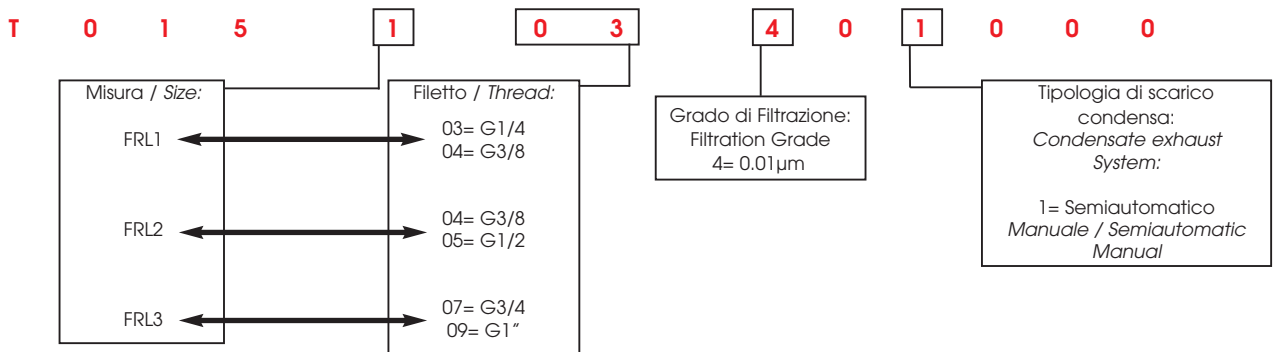 T 0 1 5 1 0 3 4 0 1 0 0 0
Misura / Size:
FRL1
FRL2
FRL3
Filetto / Thread:
03= G1/4
04= G3/8
04= G3/8
05= G1/2
07= G3/4
09= G1”
Grado di Filtrazione:
Filtration Grade
4= 0.01µm
Tipologia di scarico
condensa:
Condensate exhaust
System:
1= Semiautomatico
Manuale / Semiautomatic
Manual